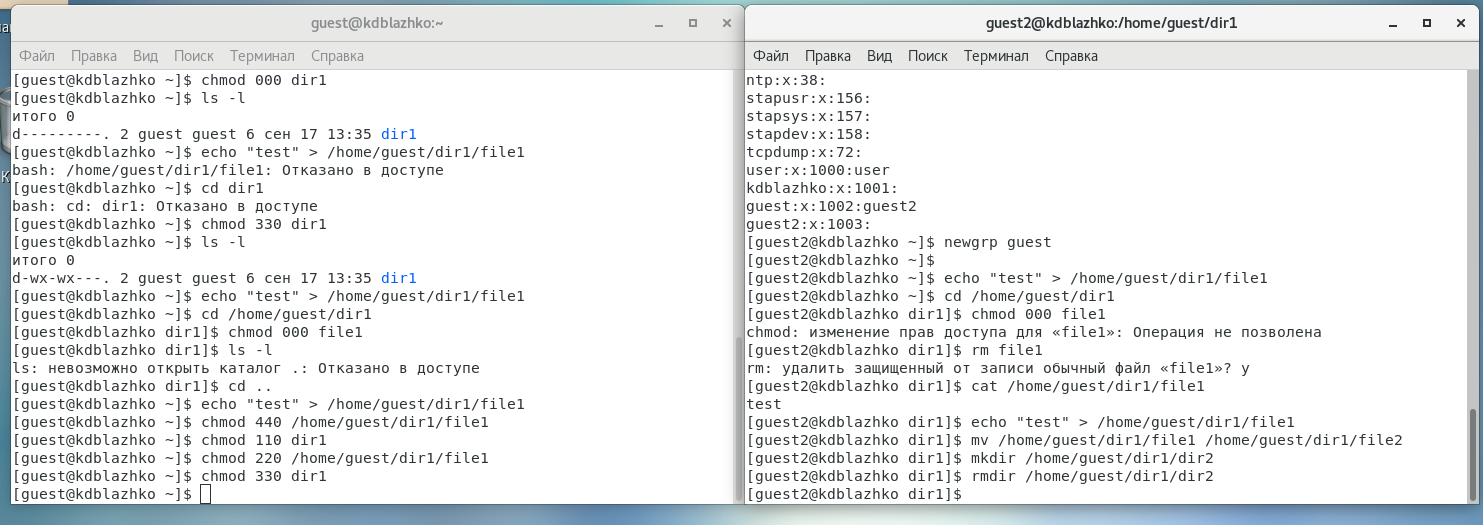 guest@kdblazhko:~
Файл Правка Вид Поиск Терминал Справка
[guest@kdblazhko ~]$ chmod 000 dir1
[guest@kdblazhko ~]$ ls -l
итого 0
d---------. 2 guest guest 6 сен 17 13:35 dir1
[guest@kdblazhko ~]$ echo "test" > /home/guest/dir1/file1
bash: /home/guest/dir1/file1: Отказано в доступе
[guest@kdblazhko ~]$ cd dir1
bash: cd: dir1: Отказано в доступе
[guest@kdblazhko ~]$ chmod 330 dir1
[guest@kdblazhko ~]$ ls -l
итого 0
d-wx-wx---. 2 guest guest 6 сен 17 13:35 dir1
[guest@kdblazhko ~]$ echo "test" > /home/guest/dir1/file1
[guest@kdblazhko ~]$ cd /home/guest/dir1
[guest@kdblazhko dir1]$ chmod 000 file1
[guest@kdblazhko dir1]$ ls -l
ls: невозможно открыть каталог .: Отказано в доступе
[guest@kdblazhko dir1]$ cd ..
[guest@kdblazhko ~]$ echo "test" > /home/guest/dir1/file1
[guest@kdblazhko ~]$ chmod 440 /home/guest/dir1/file1
[guest@kdblazhko ~]$ chmod 110 dir1
[guest@kdblazhko ~]$ chmod 220 /home/guest/dir1/file1
[guest@kdblazhko ~]$ chmod 330 dir1
[guest@kdblazhko ~]$
guest2@kdblazhko:/home/guest/dir1
Файл Правка Вид Поиск Терминал Справка
ntp:x:38:
stapusr:x:156:
stapsys:x:157:
stapdev:x:158:
tcpdump:x:72:
user:x:1000:user
kdblazhko:x:1001:
guest:x:1002:guest2
guest2:x:1003:
[guest2@kdblazhko ~]$ newgrp guest
[guest2@kdblazhko ~]$
[guest2@kdblazhko ~]$ echo "test" > /home/guest/dir1/file1
[guest2@kdblazhko ~]$ cd /home/guest/dir1
[guest2@kdblazhko dir1]$ chmod 000 file1
chmod: изменение прав доступа для «file1»: Операция не позволена
[guest2@kdblazhko dir1]$ rm file1
rm: удалить защищенный от записи обычный файл «file1»? y
[guest2@kdblazhko dir1]$ cat /home/guest/dir1/file1
test
[guest2@kdblazhko dir1]$ echo "test" > /home/guest/dir1/file1
[guest2@kdblazhko dir1]$ mv /home/guest/dir1/file1 /home/guest/dir1/file2
[guest2@kdblazhko dir1]$ mkdir /home/guest/dir1/dir2
[guest2@kdblazhko dir1]$ rmdir /home/guest/dir1/dir2
[guest2@kdblazhko dir1]$